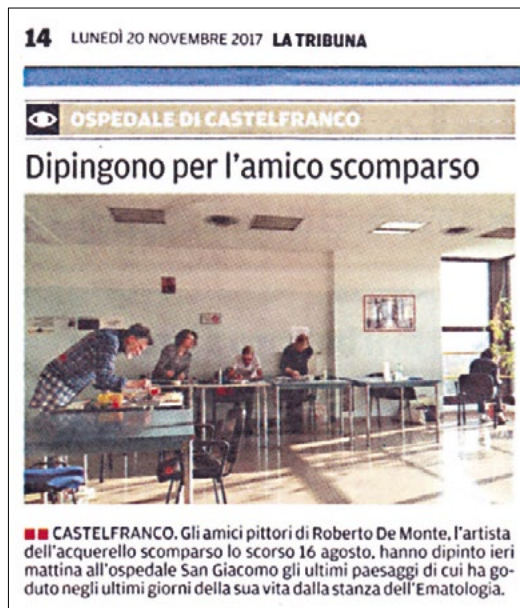 14 LUNEDÌ 20 NOVEMBRE 2017 LA TRIBUNA
OSPEDALE DI CASTELFRANCO
Dipingono per l'amico scomparso
CASTELFRANCO. Gli amici pittori di Roberto De Monte, l'artista
dell'acquerello scomparso lo scorso 16 agosto, hanno dipinto ieri
mattina all'ospedale San Giacomo gli ultimi paesaggi di cui ha go-
duto negli ultimi giorni della sua vita dalla stanza dell'Ematologia.